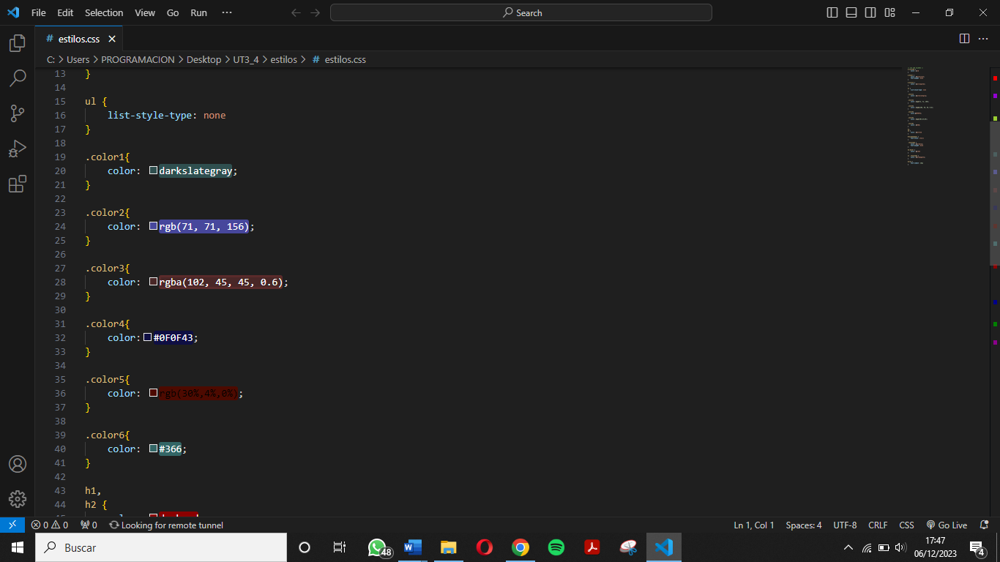 File Edit Selection View Go Run ··· Search
# estilos.css
C: > Users > PROGRAMACION > Desktop > UT3_4 > estilos > # estilos.css
13 }
14
15 ul {
16 list-style-type: none
17 }
18
19 .color1{
20 color: darkslategray;
21 }
22
23 .color2{
24 color: rgb(71, 71, 156);
25 }
26
27 .color3{
28 color: rgba(102, 45, 45, 0.6);
29 }
30
31 .color4{
32 color: #0F0F43;
33 }
34
35 .color5{
36 color: rgb(30%,4%,0%);
37 }
38
39 .color6{
40 color: #366;
41 }
42
43 h1,
44 h2 {
0 0 0 Looking for remote tunnel Ln 1, Col 1 Spaces: 4 UTF-8 CRLF CSS Go Live
Buscar 48 17:47
06/12/2023 4